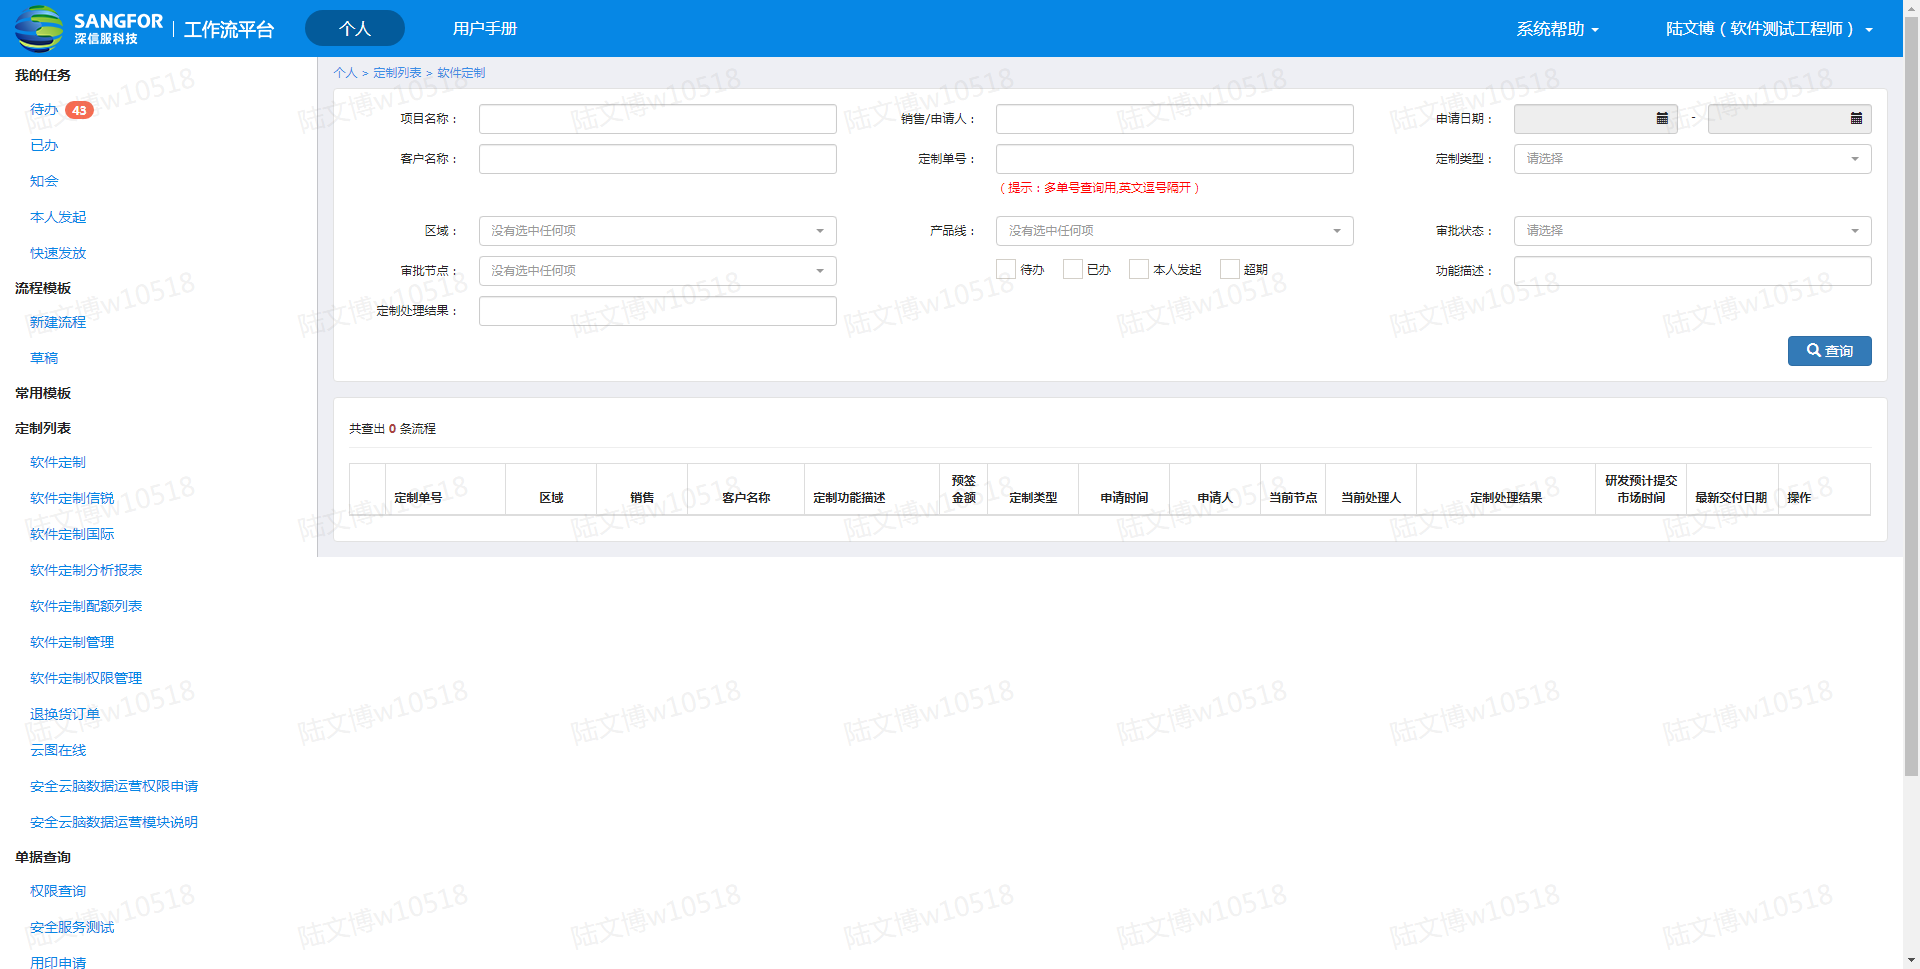 SANGFOR 深信服科技 | 工作流平台 个人 用户手册 系统帮助 陆文博（软件测试工程师）
我的任务
待办 43
已办
知会
本人发起
快速发放
流程模板
新建流程
草稿
常用模板
定制列表
软件定制
软件定制信锐
软件定制国际
软件定制分析报表
软件定制配额列表
软件定制管理
软件定制权限管理
退换货订单
云图在线
安全云脑数据运营权限申请
安全云脑数据运营模块说明
单据查询
权限查询
安全服务测试
用印申请
个人 > 定制列表 > 软件定制
项目名称： 销售/申请人： 申请日期： -
客户名称： 定制单号： 定制类型： 请选择
（提示：多单号查询用,英文逗号隔开）
区域： 没有选中任何项 产品线： 没有选中任何项 审批状态： 请选择
审批节点： 没有选中任何项 待办 已办 本人发起 超期 功能描述：
定制处理结果：
查询
共查出 0 条流程
定制单号 区域 销售 客户名称 定制功能描述 预签金额 定制类型 申请时间 申请人 当前节点 当前处理人 定制处理结果 研发预计提交市场时间 最新交付日期 操作
陆文博w10518